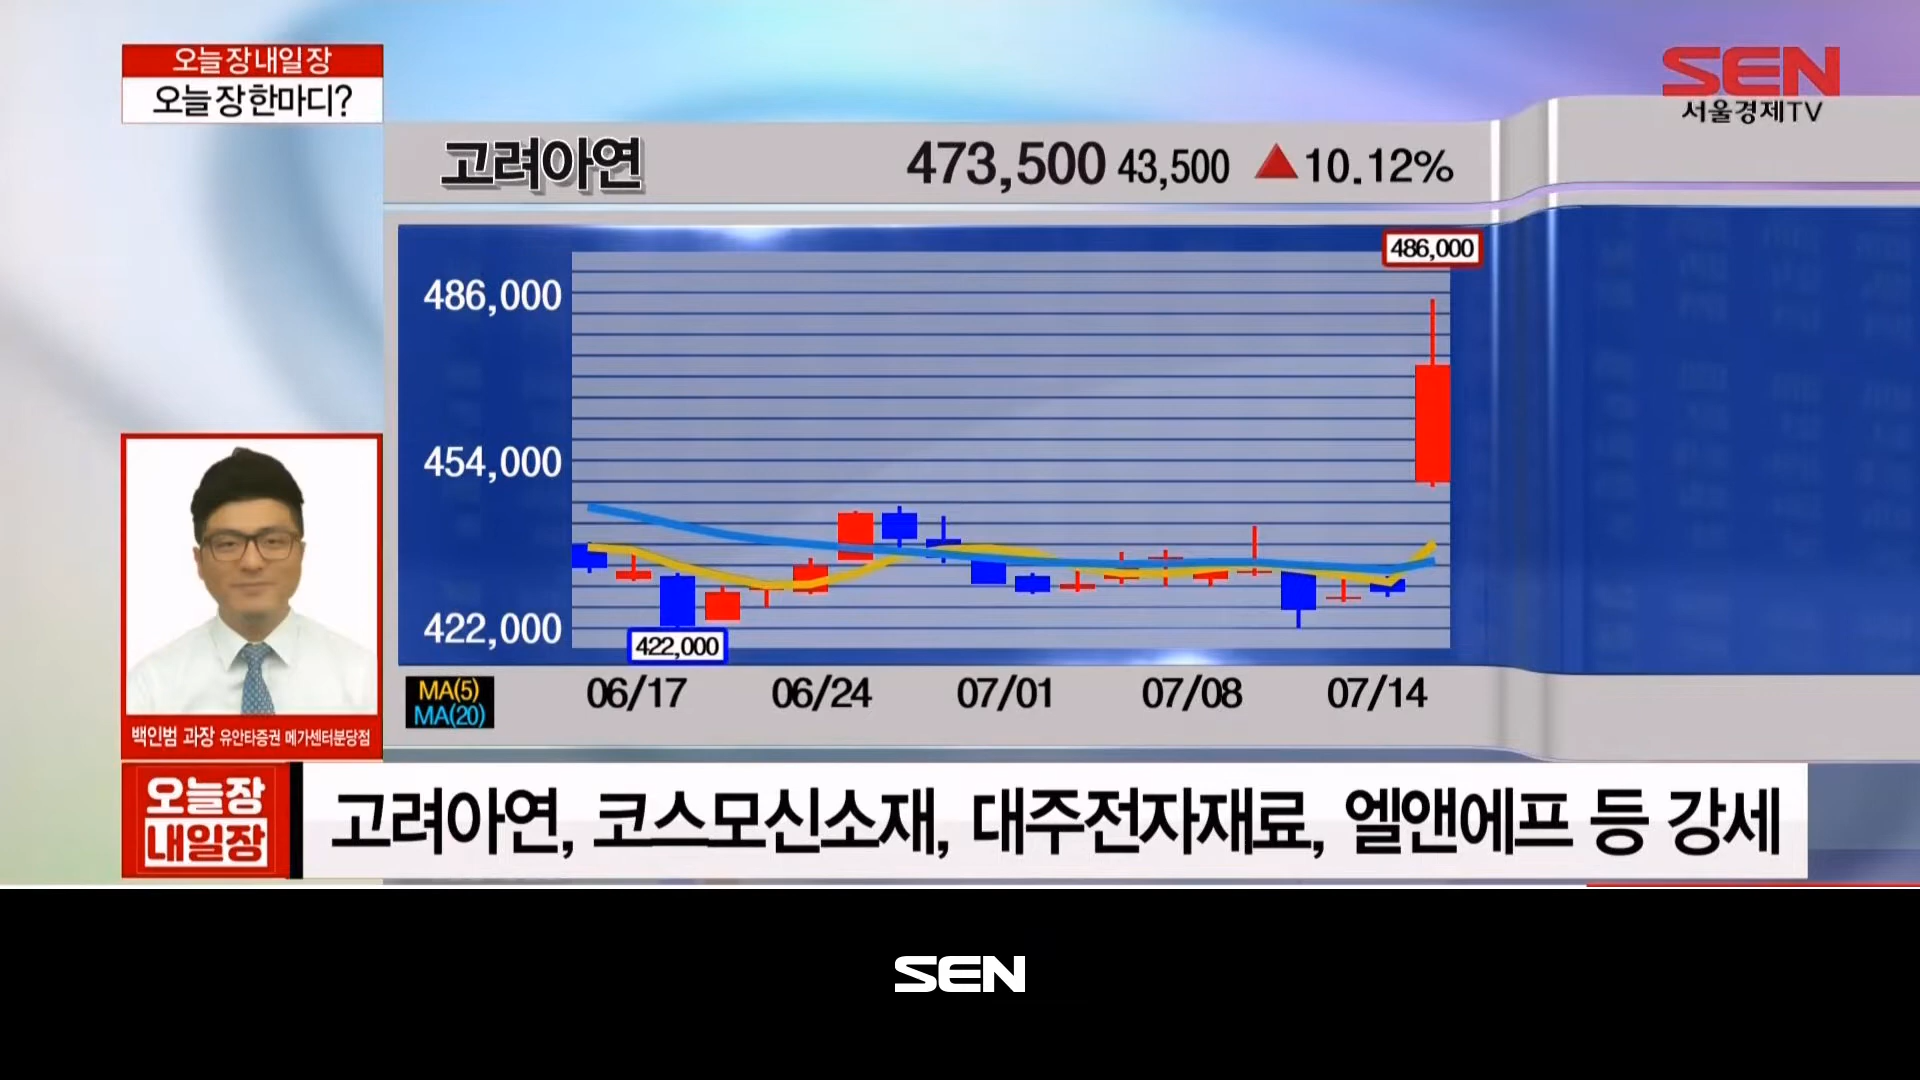 오늘장내일장
오늘장한마디?
SEN
서울경제TV
고려아연
473,500 43,500 ▲10.12%
486,000
486,000
454,000
422,000
422,000
MA(5)
MA(20)
06/17 06/24 07/01 07/08 07/14
백인범 과장 유안타증권 메가센터분당점
오늘장
내일장
고려아연, 코스모신소재, 대주전자재료, 엘앤에프 등 강세
SEN